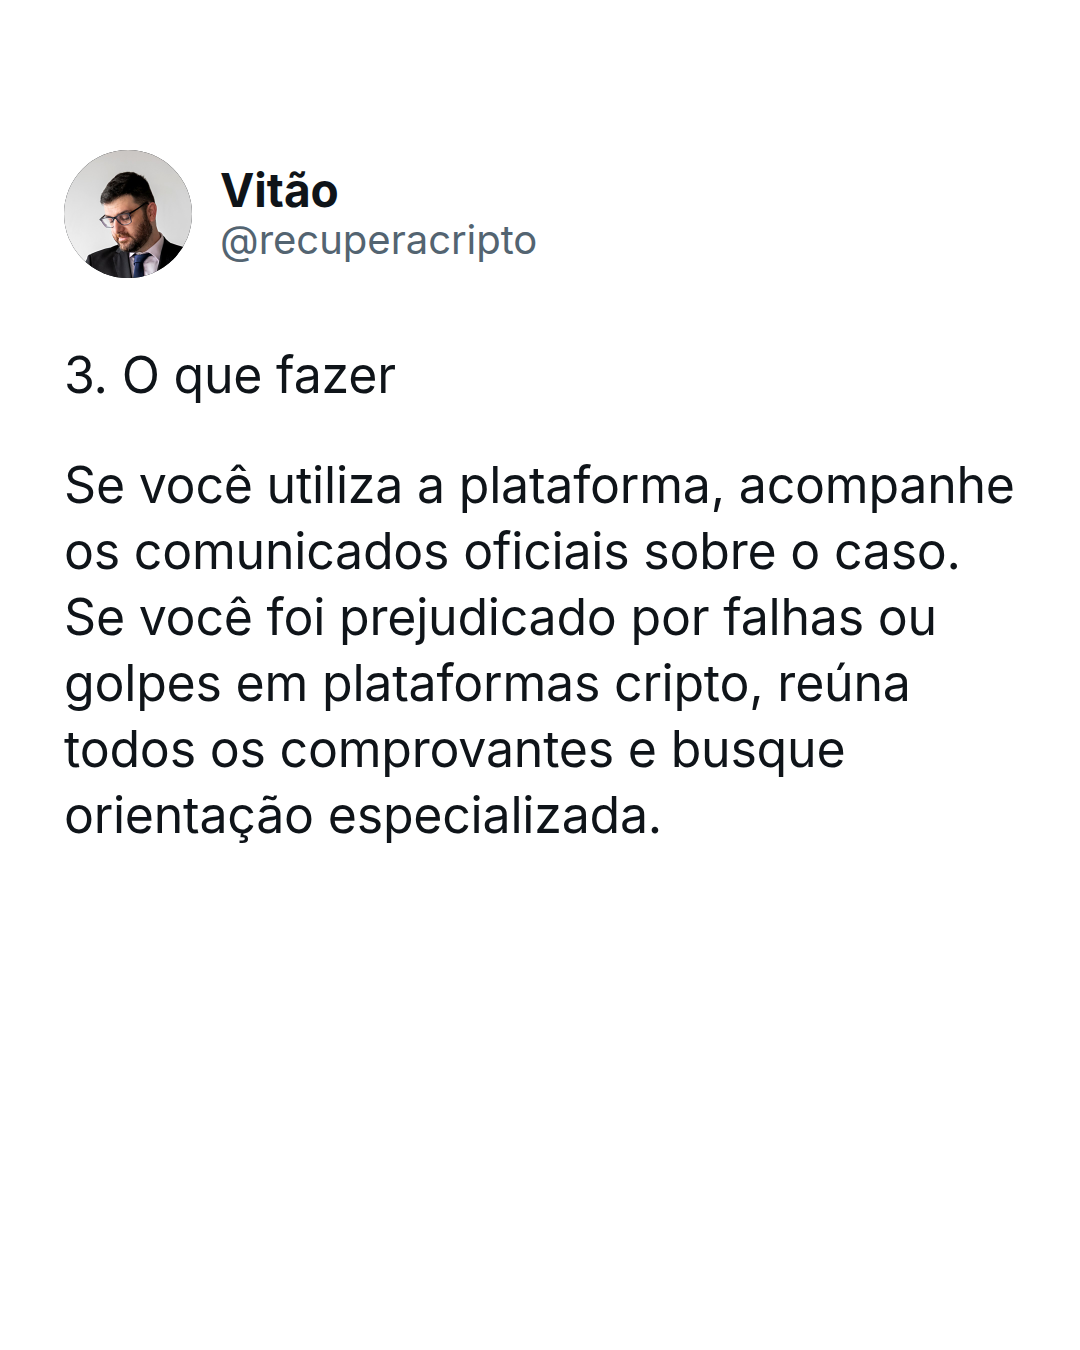 Vitão
@recuperacripto
3. O que fazer
Se você utiliza a plataforma, acompanhe
os comunicados oficiais sobre o caso.
Se você foi prejudicado por falhas ou
golpes em plataformas cripto, reúna
todos os comprovantes e busque
orientação especializada.